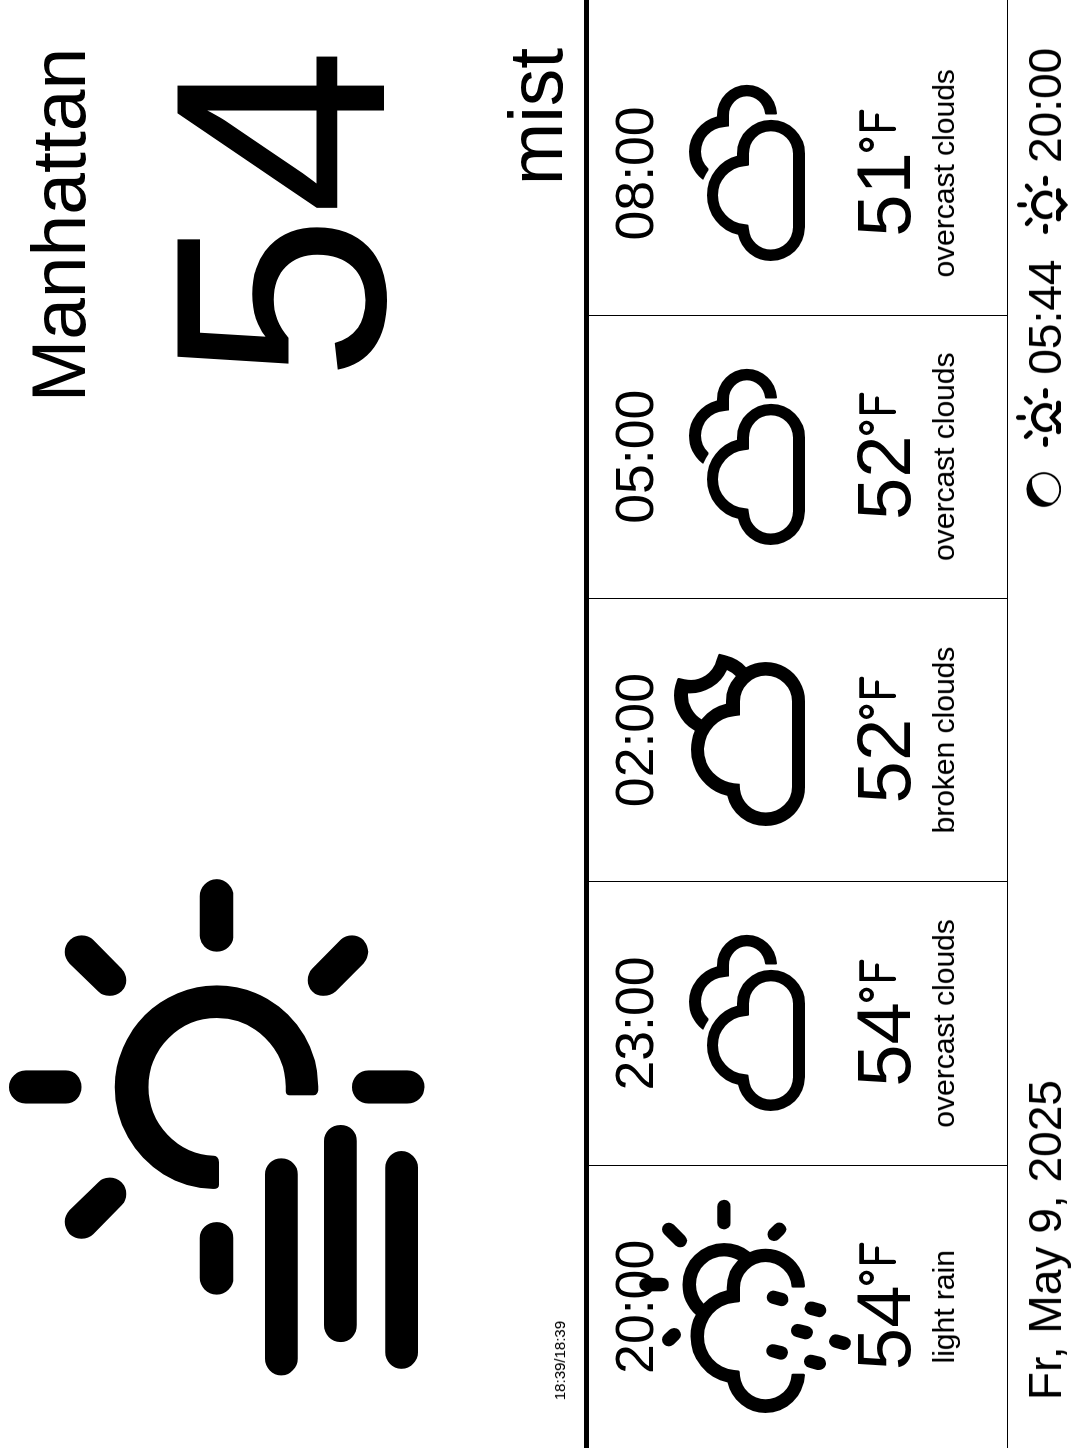 Manhattan
54
mist
18:39/18:39
20:00
54°F
light rain
23:00
54°F
overcast clouds
02:00
52°F
broken clouds
05:00
52°F
overcast clouds
08:00
51°F
overcast clouds
Fr, May 9, 2025
05:44 20:00